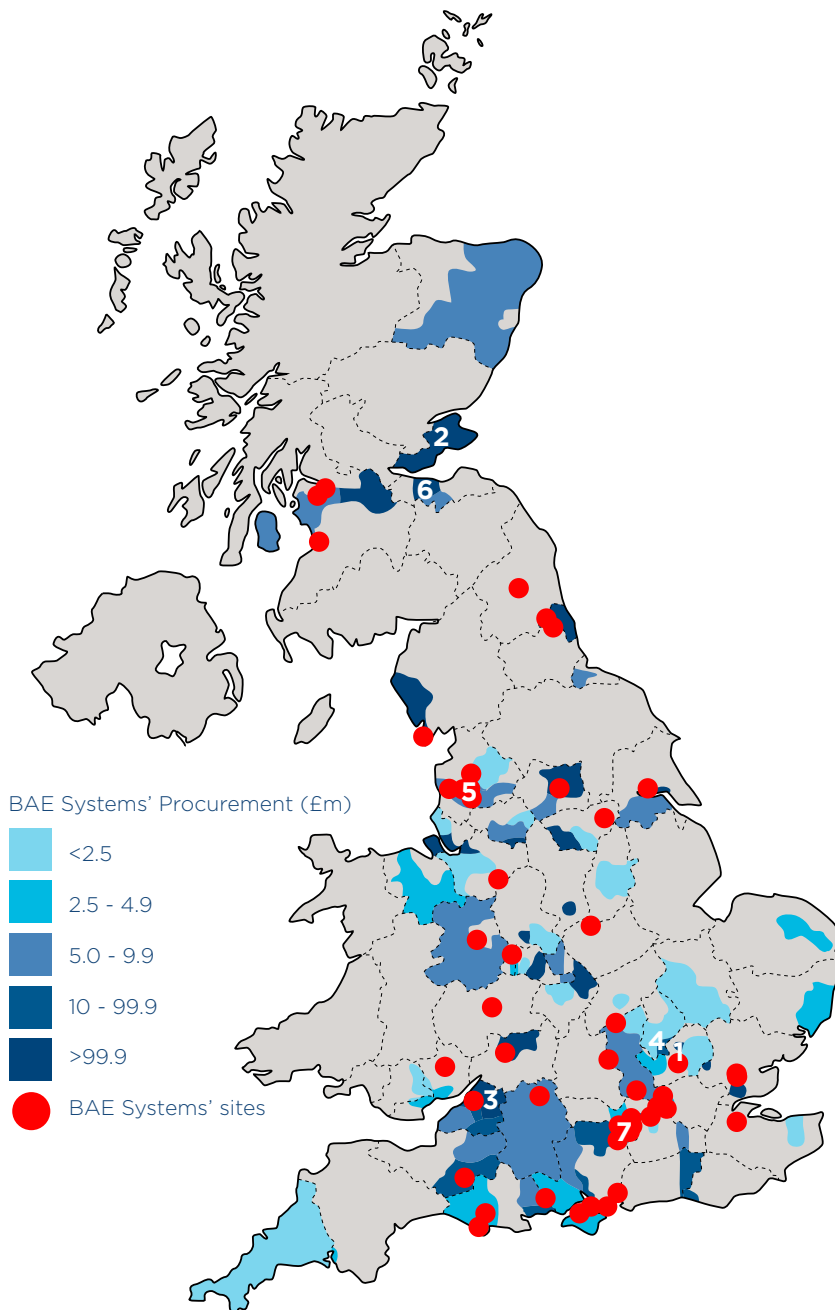 2
6
5
BAE Systems’ Procurement (£m)
<2.5
2.5 - 4.9
5.0 - 9.9
10 - 99.9
>99.9
BAE Systems’ sites
4
1
3
7